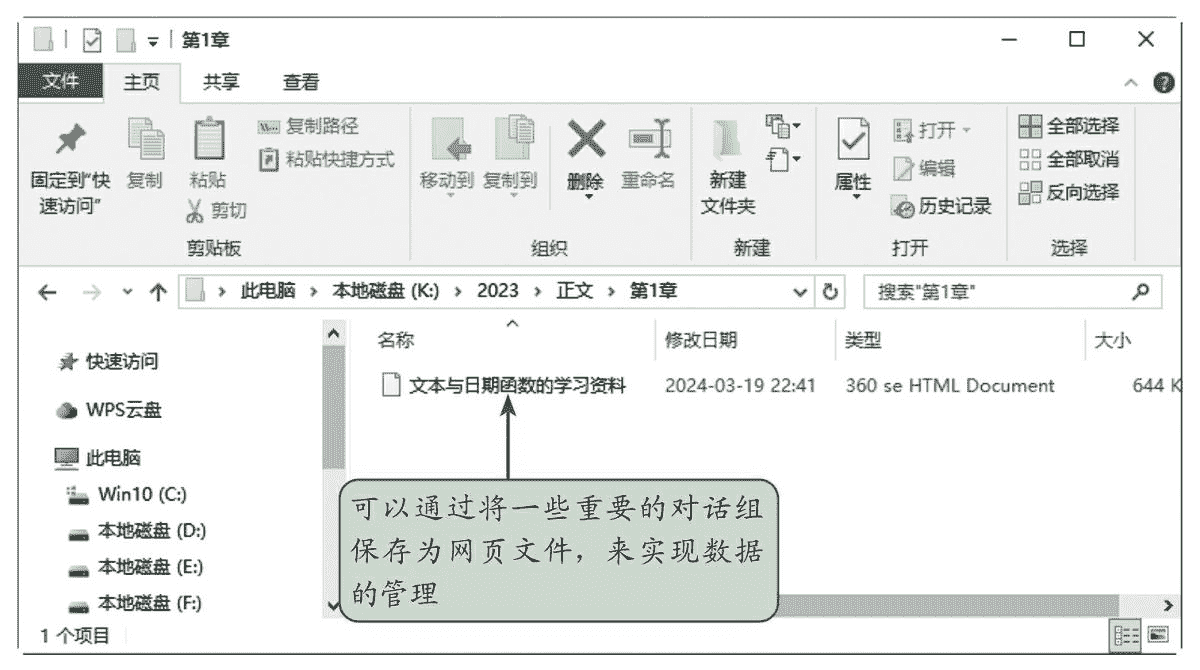 第1章
文件 主页 共享 查看
固定到“快速访问”
复制
粘贴
复制路径
粘贴快捷方式
剪切
剪贴板
移动到
复制到
删除
重命名
组织
新建
文件夹
新建
属性
打开
编辑
历史记录
打开
全部选择
全部取消
反向选择
选择
此电脑 > 本地磁盘 (K:) > 2023 > 正文 > 第1章
搜索"第1章"
快速访问
WPS云盘
此电脑
Win10 (C:)
本地磁盘 (D:)
本地磁盘 (E:)
本地磁盘 (F:)
名称 修改日期 类型 大小
文本与日期函数的学习资料 2024-03-19 22:41 360 se HTML Document 644 K
可以通过将一些重要的对话组
保存为网页文件，来实现数据
的管理
1 个项目